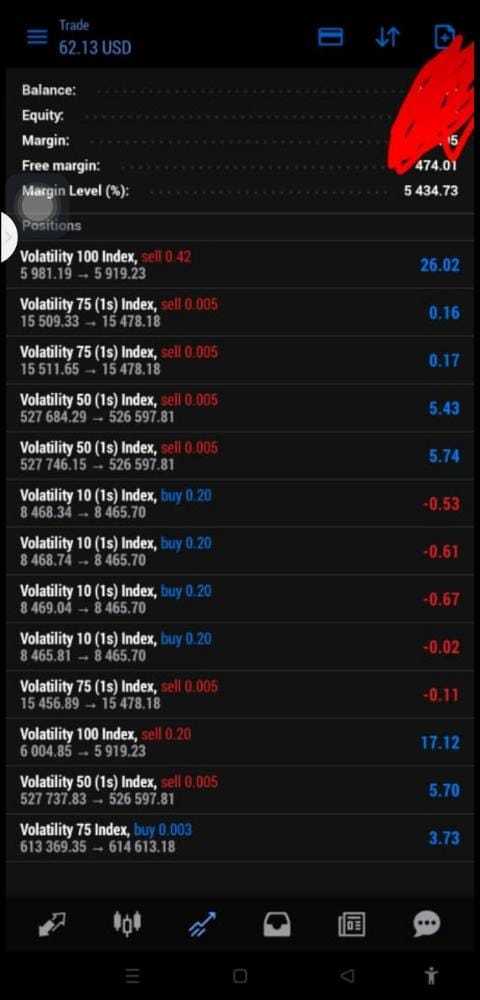 Trade
62.13 USD
Balance:
Equity:
Margin:
Free margin: 474.01
Margin Level (%): 5 434.73
Positions
Volatility 100 Index, sell 0.42
5 981.19 → 5 919.23 26.02
Volatility 75 (1s) Index, sell 0.005
15 509.33 → 15 478.18 0.16
Volatility 75 (1s) Index, sell 0.005
15 511.65 → 15 478.18 0.17
Volatility 50 (1s) Index, sell 0.005
527 684.29 → 526 597.81 5.43
Volatility 50 (1s) Index, sell 0.005
527 746.15 → 526 597.81 5.74
Volatility 10 (1s) Index, buy 0.20
8 468.34 → 8 465.70 -0.53
Volatility 10 (1s) Index, buy 0.20
8 468.74 → 8 465.70 -0.61
Volatility 10 (1s) Index, buy 0.20
8 469.04 → 8 465.70 -0.67
Volatility 10 (1s) Index, buy 0.20
8 465.81 → 8 465.70 -0.02
Volatility 75 (1s) Index, sell 0.005
15 456.89 → 15 478.18 -0.11
Volatility 100 Index, sell 0.20
6 004.85 → 5 919.23 17.12
Volatility 50 (1s) Index, sell 0.005
527 737.83 → 526 597.81 5.70
Volatility 75 Index, buy 0.003
613 369.35 → 614 613.18 3.73